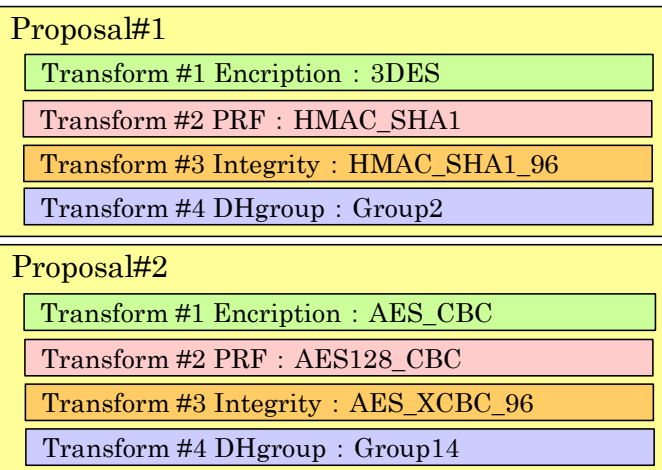 Proposal#1
Transform #1 Encription : 3DES
Transform #2 PRF : HMAC_SHA1
Transform #3 Integrity : HMAC_SHA1_96
Transform #4 DHgroup : Group2
Proposal#2
Transform #1 Encription : AES_CBC
Transform #2 PRF : AES128_CBC
Transform #3 Integrity : AES_XCBC_96
Transform #4 DHgroup : Group14